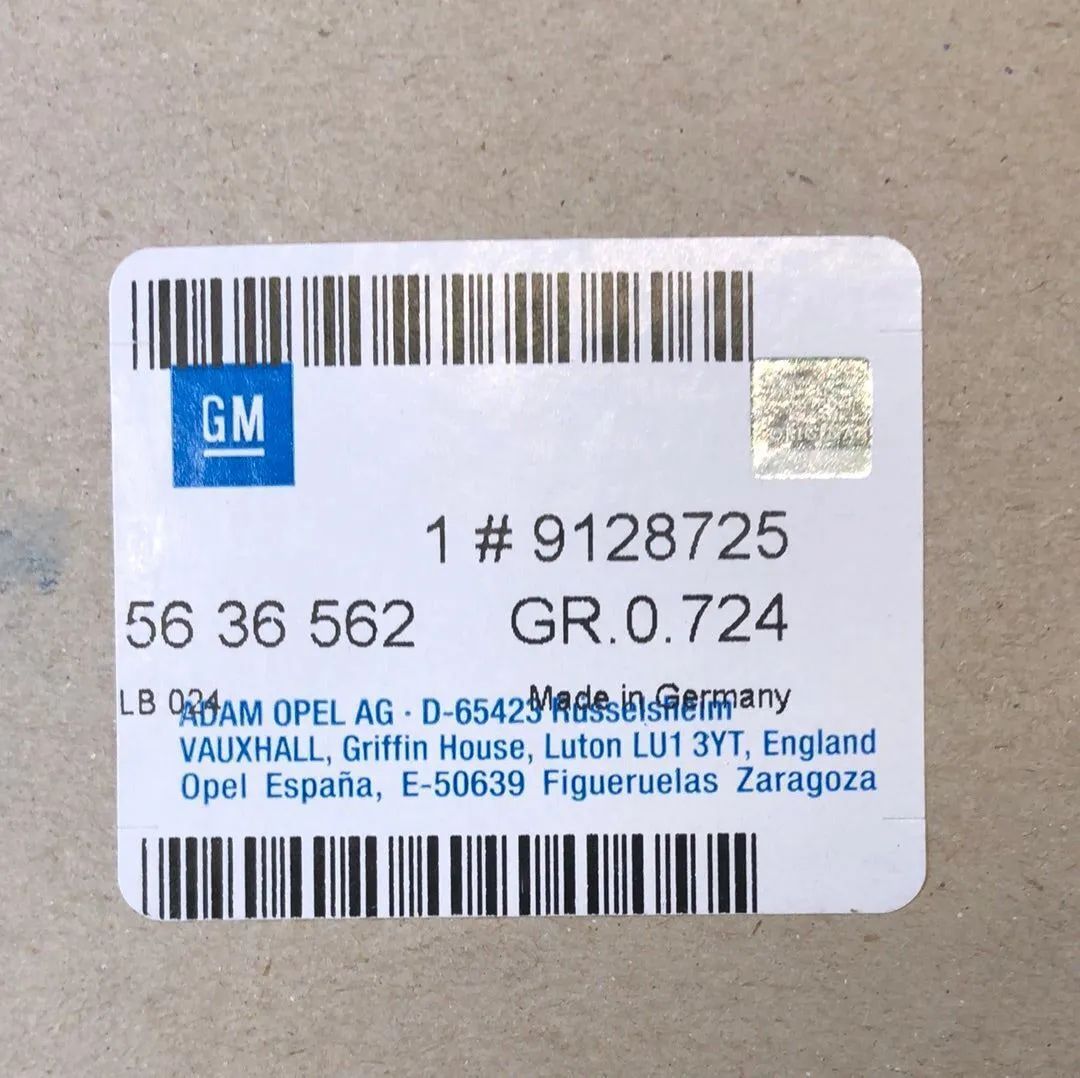 GM
1 # 9128725
56 36 562 GR.0.724
LB 024 Made in Germany
ADAM OPEL AG · D-65423 Rüsselsheim
VAUXHALL, Griffin House, Luton LU1 3YT, England
Opel España, E-50639 Figueruelas Zaragoza